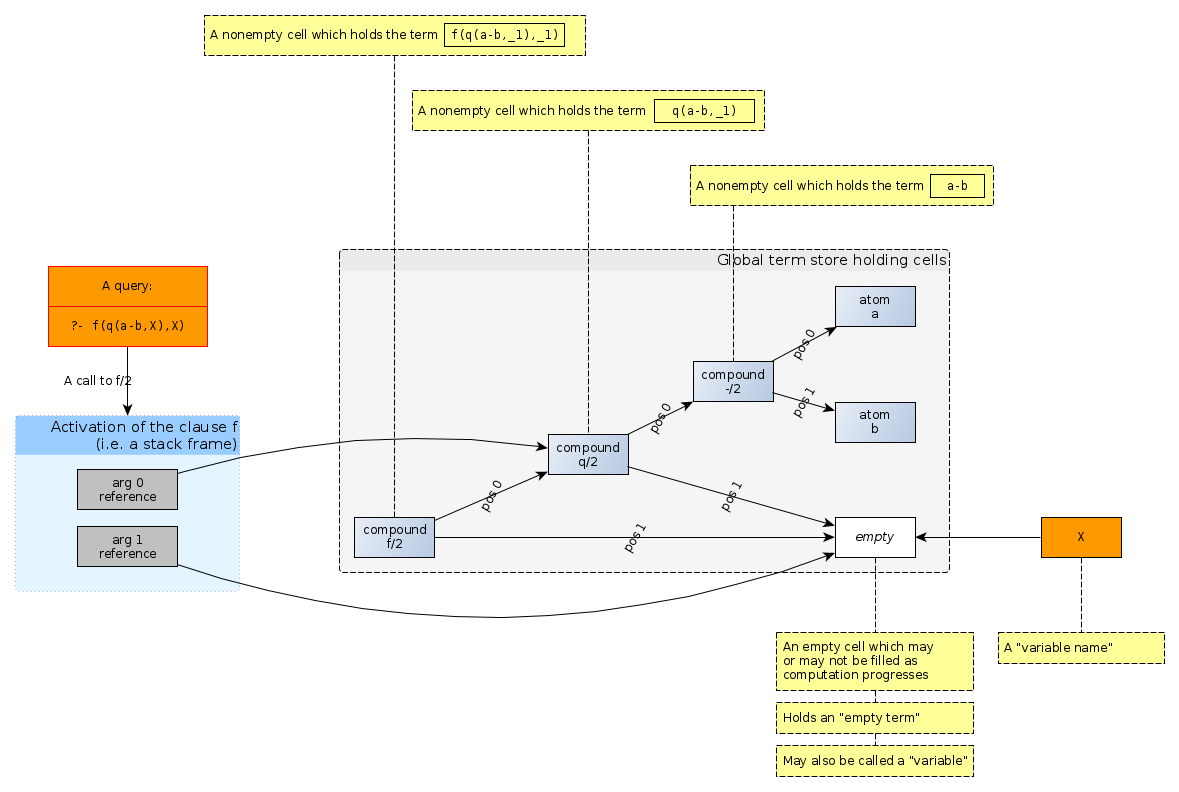 A nonempty cell which holds the term f(q(a-b,_1),_1)
A nonempty cell which holds the term q(a-b,_1)
A nonempty cell which holds the term a-b
Global term store holding cells
A query:
?- f(q(a-b,X),X)
A call to f/2
Activation of the clause f
(i.e. a stack frame)
arg 0
reference
arg 1
reference
compound
f/2
pos 0
pos 1
compound
q/2
pos 0
pos 1
compound
-/2
pos 0
pos 1
atom
a
atom
b
empty
X
An empty cell which may
or may not be filled as
computation progresses
Holds an "empty term"
May also be called a "variable"
A "variable name"